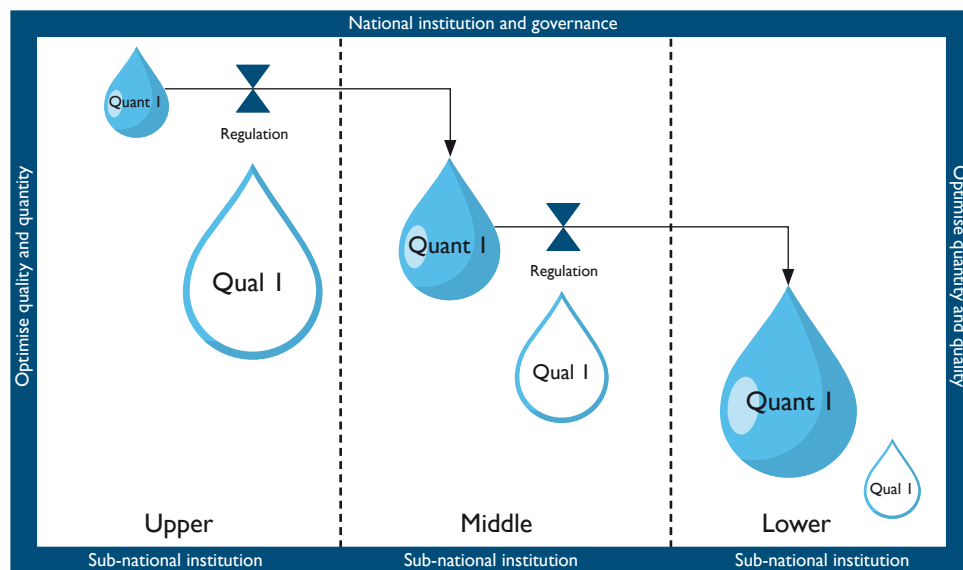 National institution and governance
Optimise quality and quantity
Quant 1
Regulation
Qual 1
Upper
Quant 1
Regulation
Qual 1
Middle
Quant 1
Qual 1
Lower
Optimise quantity and quality
Sub-national institution
Sub-national institution
Sub-national institution